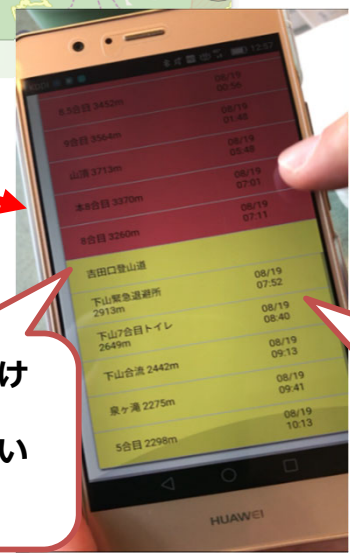 12:57
8.5合目 3452m
08/19
00:56
9合目 3564m
08/19
01:48
山頂 3713m
08/19
05:48
本8合目 3370m
08/19
07:01
8合目 3260m
08/19
07:11
吉田口登山道
下山緊急退避所
2913m
08/19
07:52
下山7合目トイレ
2649m
08/19
08:40
下山合流 2442m
08/19
09:13
泉ヶ滝 2275m
08/19
09:41
5合目 2298m
08/19
10:13
HUAWEI
け
い